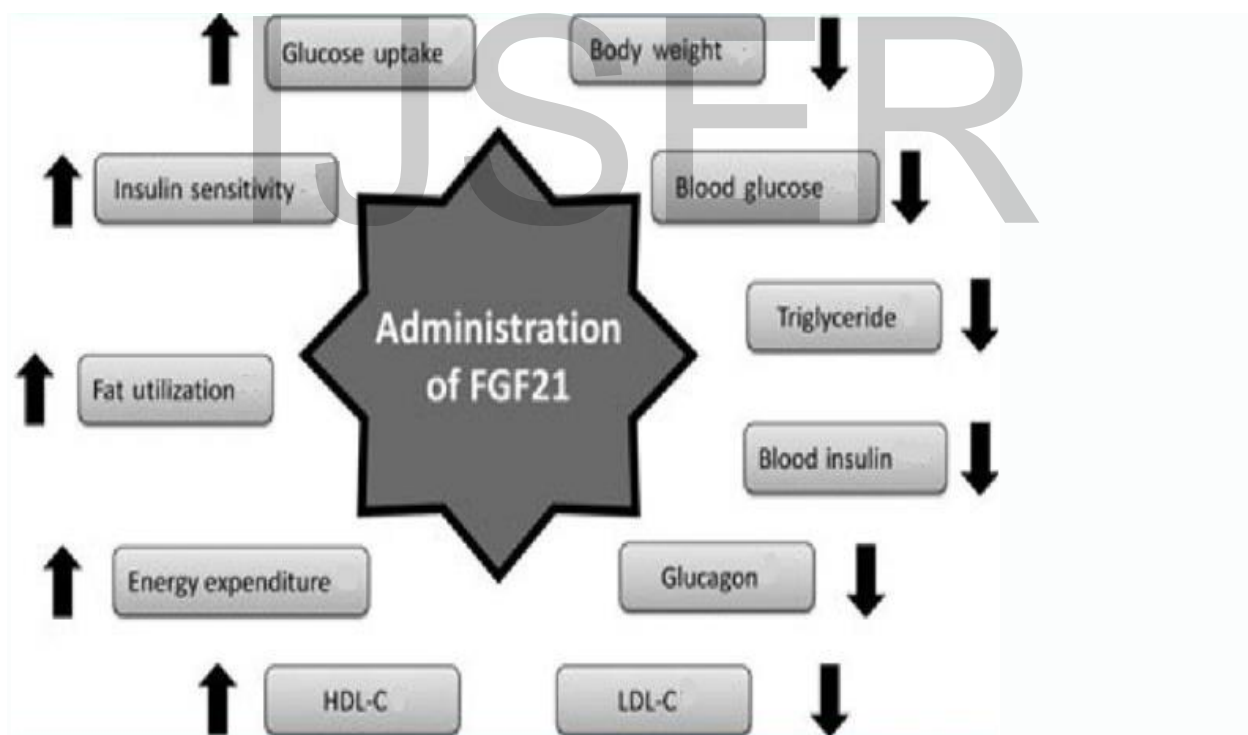 IJSER
Glucose uptake
Body weight
Insulin sensitivity
Blood glucose
Triglyceride
Administration
of FGF21
Fat utilization
Blood insulin
Energy expenditure
Glucagon
HDL-C
LDL-C